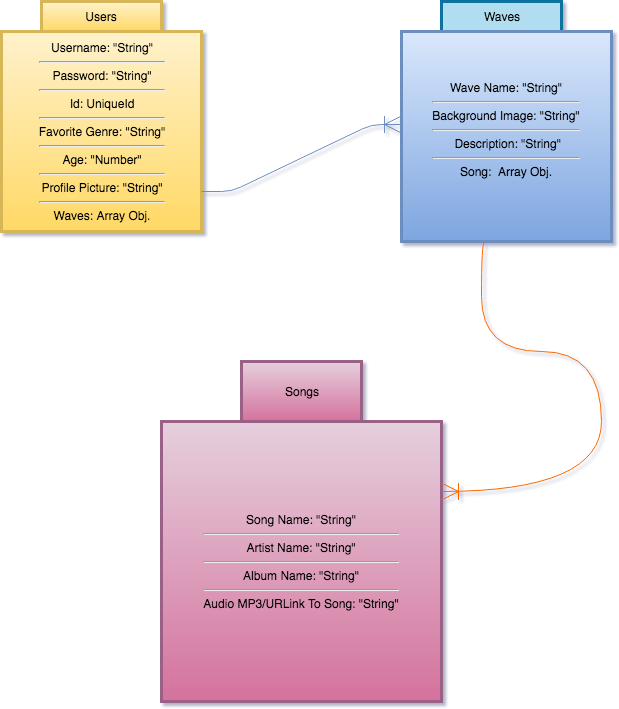 Users
Username: "String"
Password: "String"
Id: UniqueId
Favorite Genre: "String"
Age: "Number"
Profile Picture: "String"
Waves: Array Obj.
Waves
Wave Name: "String"
Background Image: "String"
Description: "String"
Song:  Array Obj.
Songs
Song Name: "String"
Artist Name: "String"
Album Name: "String"
Audio MP3/URLink To Song: "String"